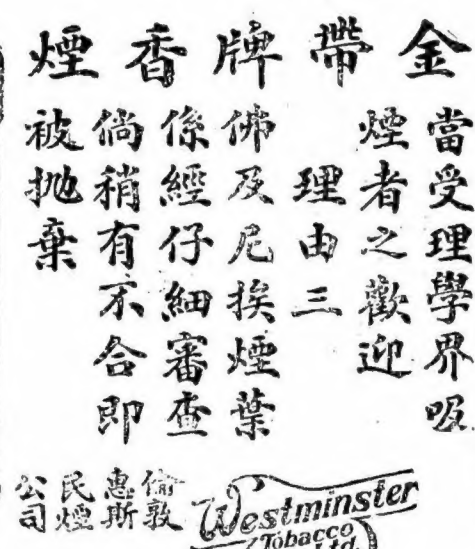 金帶牌香煙
當受理學界吸
煙者之歡迎
理由三
佛及尼挨煙葉
係經仔細審查
倘稍有不合即
被抛棄
倫敦
惠斯
民煙
公司
Westminster
Tobacco
Ltd.